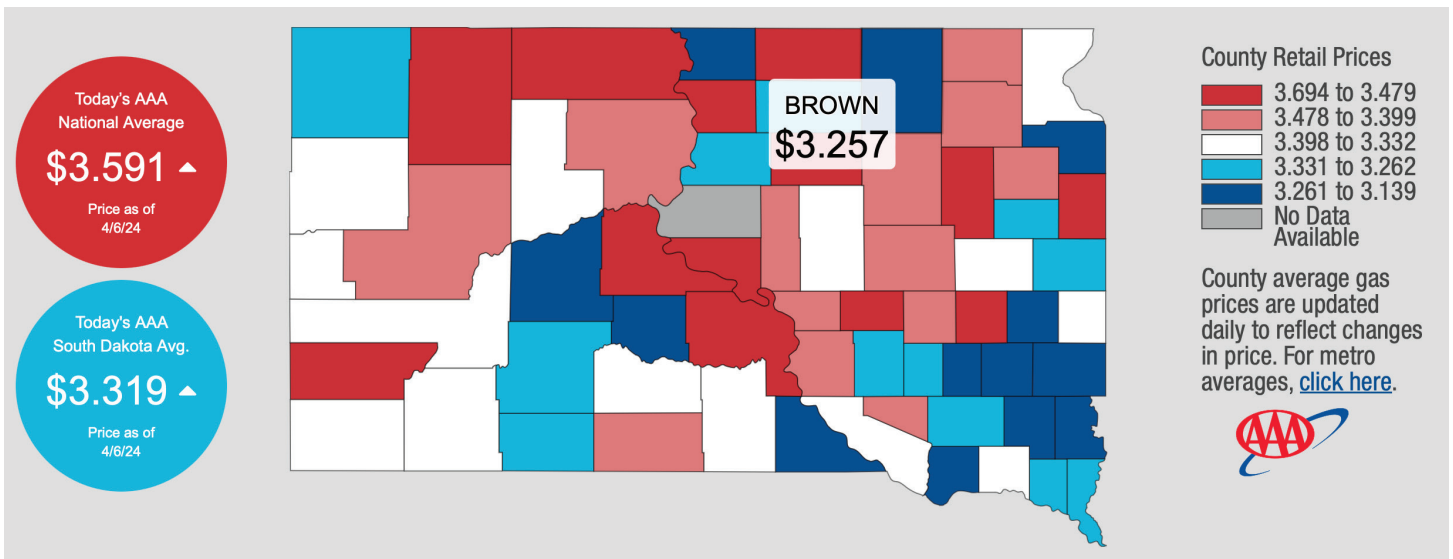 Today's AAA
National Average
$3.591
Price as of
4/6/24
Today's AAA
South Dakota Avg.
$3.319
Price as of
4/6/24
BROWN
$3.257
County Retail Prices
3.694 to 3.479
3.478 to 3.399
3.398 to 3.332
3.331 to 3.262
3.261 to 3.139
No Data
Available
County average gas
prices are updated
daily to reflect changes
in price. For metro
averages, click here.
AAA